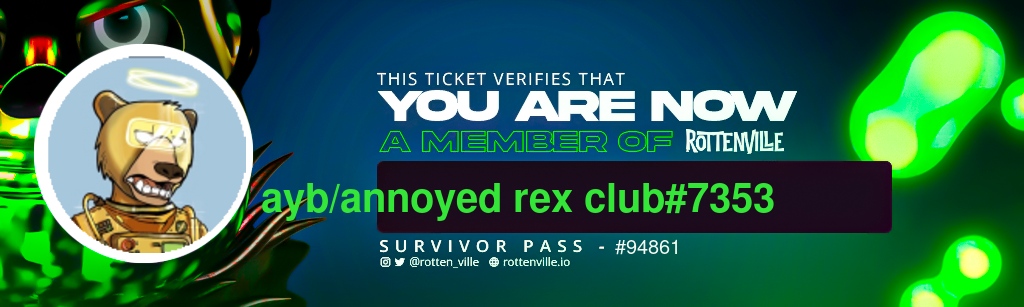 THIS TICKET VERIFIES THAT
YOU ARE NOW
A MEMBER OF ROTTENVILLE
ayb/annoyed rex club#7353
SURVIVOR PASS - #94861
@rotten_ville rottenville.io